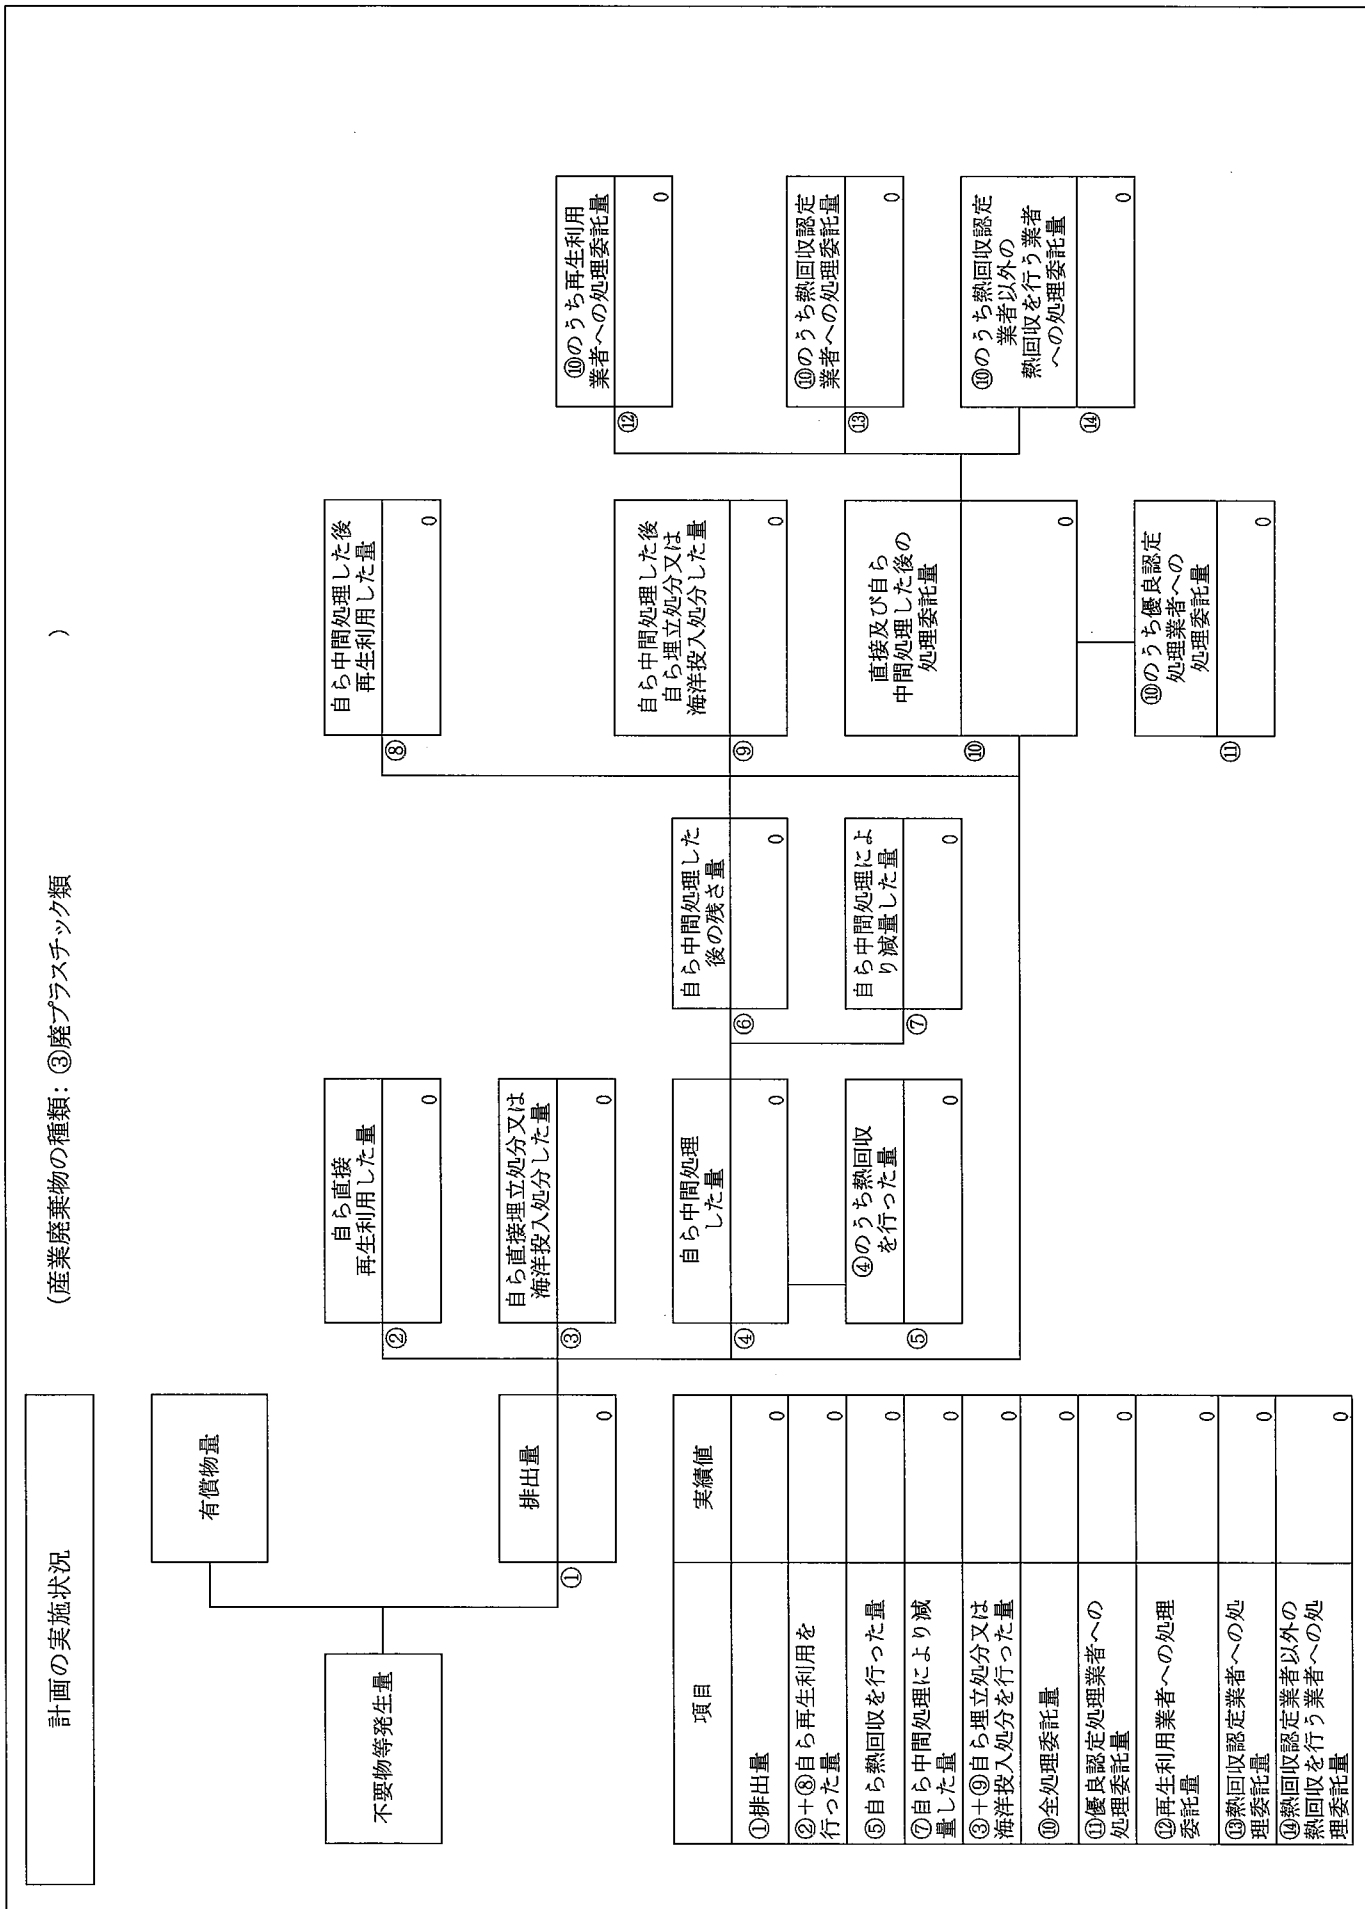 計画の実施状況
(産業廃棄物の種類：③廃プラスチック類
)
不要物等発生量
有償物量
排出量
①
0
②
自ら直接
再生利用した量
0
③
自ら直接埋立処分又は
海洋投入処分した量
0
④
自ら中間処理
した量
0
⑤
④のうち熱回収
を行った量
0
⑥
自ら中間処理した
後の残さ量
0
⑦
自ら中間処理によ
り減量した量
0
⑧
自ら中間処理した後
再生利用した量
0
⑨
自ら中間処理した後
自ら埋立処分又は
海洋投入処分した量
0
⑩
直接及び自ら
中間処理した後の
処理委託量
0
⑪
⑩のうち優良認定
処理業者への
処理委託量
0
⑫
⑩のうち再生利用
業者への処理委託量
0
⑬
⑩のうち熱回収認定
業者への処理委託量
0
⑭
⑩のうち熱回収認定
業者以外の
熱回収を行う業者
への処理委託量
0
項目 実績値
①排出量 0
②＋⑧自ら再生利用を
行った量 0
⑤自ら熱回収を行った量 0
⑦自ら中間処理により減
量した量 0
③＋⑨自ら埋立処分又は
海洋投入処分を行った量 0
⑩全処理委託量 0
⑪優良認定処理業者への
処理委託量 0
⑫再生利用業者への処理
委託量 0
⑬熱回収認定業者への処
理委託量 0
⑭熱回収認定業者以外の
熱回収を行う業者への処
理委託量 0